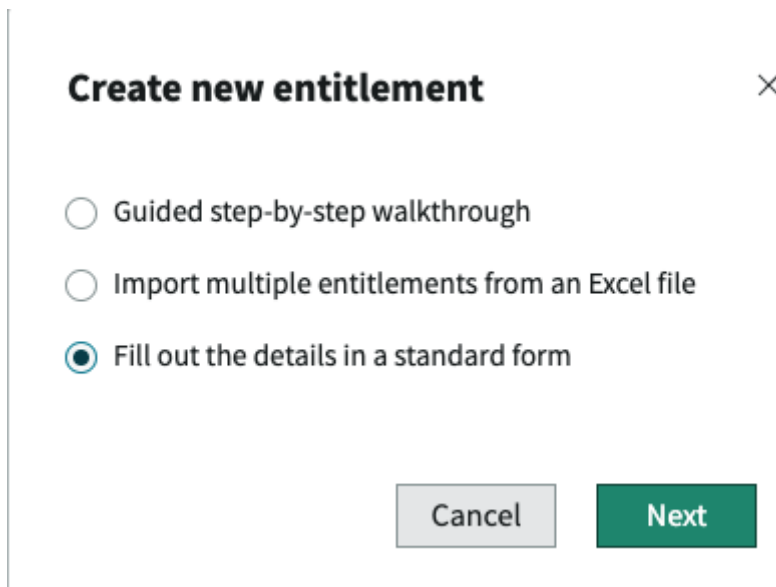 Create new entitlement
Guided step-by-step walkthrough
Import multiple entitlements from an Excel file
Fill out the details in a standard form
Cancel Next